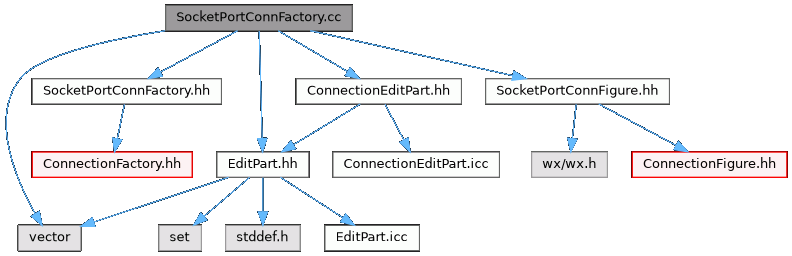 SocketPortConnFactory.cc
SocketPortConnFactory.hh
ConnectionEditPart.hh
SocketPortConnFigure.hh
ConnectionFactory.hh
EditPart.hh
ConnectionEditPart.icc
wx/wx.h
ConnectionFigure.hh
vector
set
stddef.h
EditPart.icc